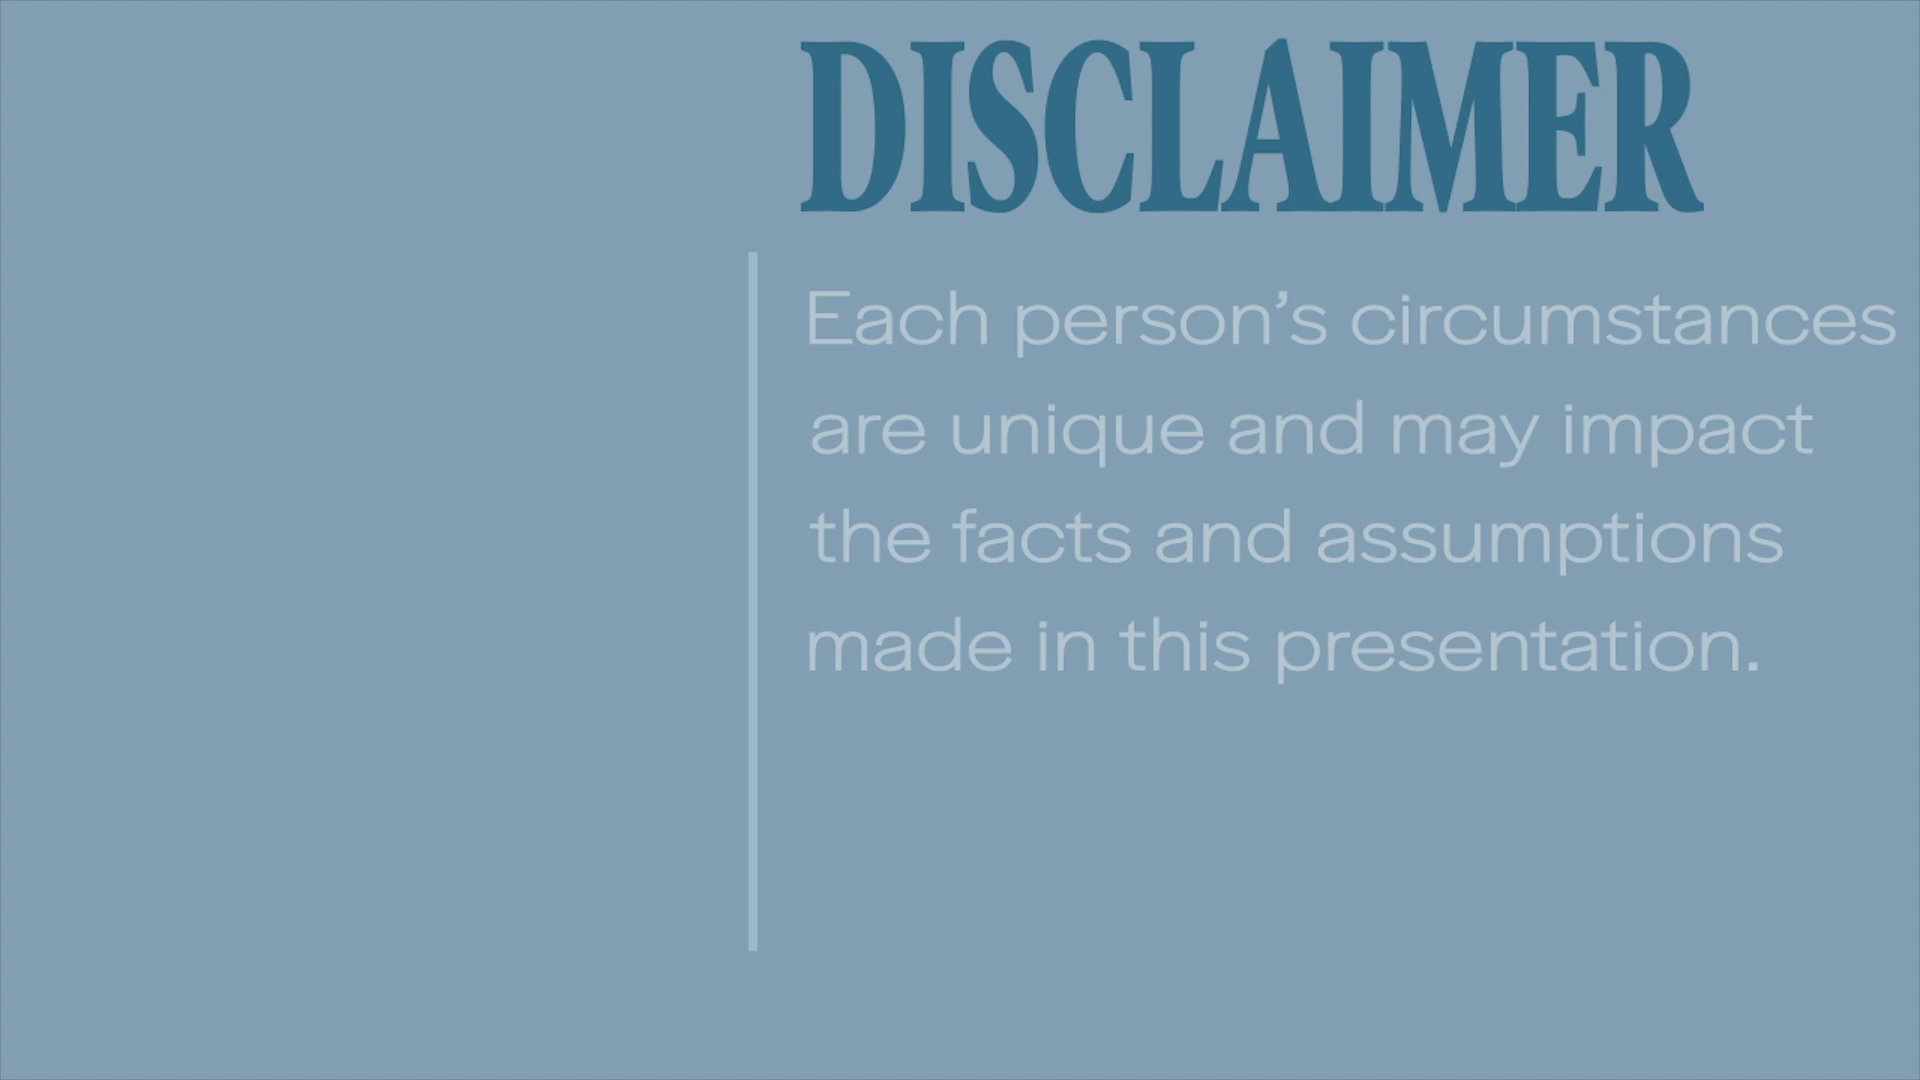 DISCLAIMER
Each person’s circumstances
are unique and may impact
the facts and assumptions
made in this presentation.